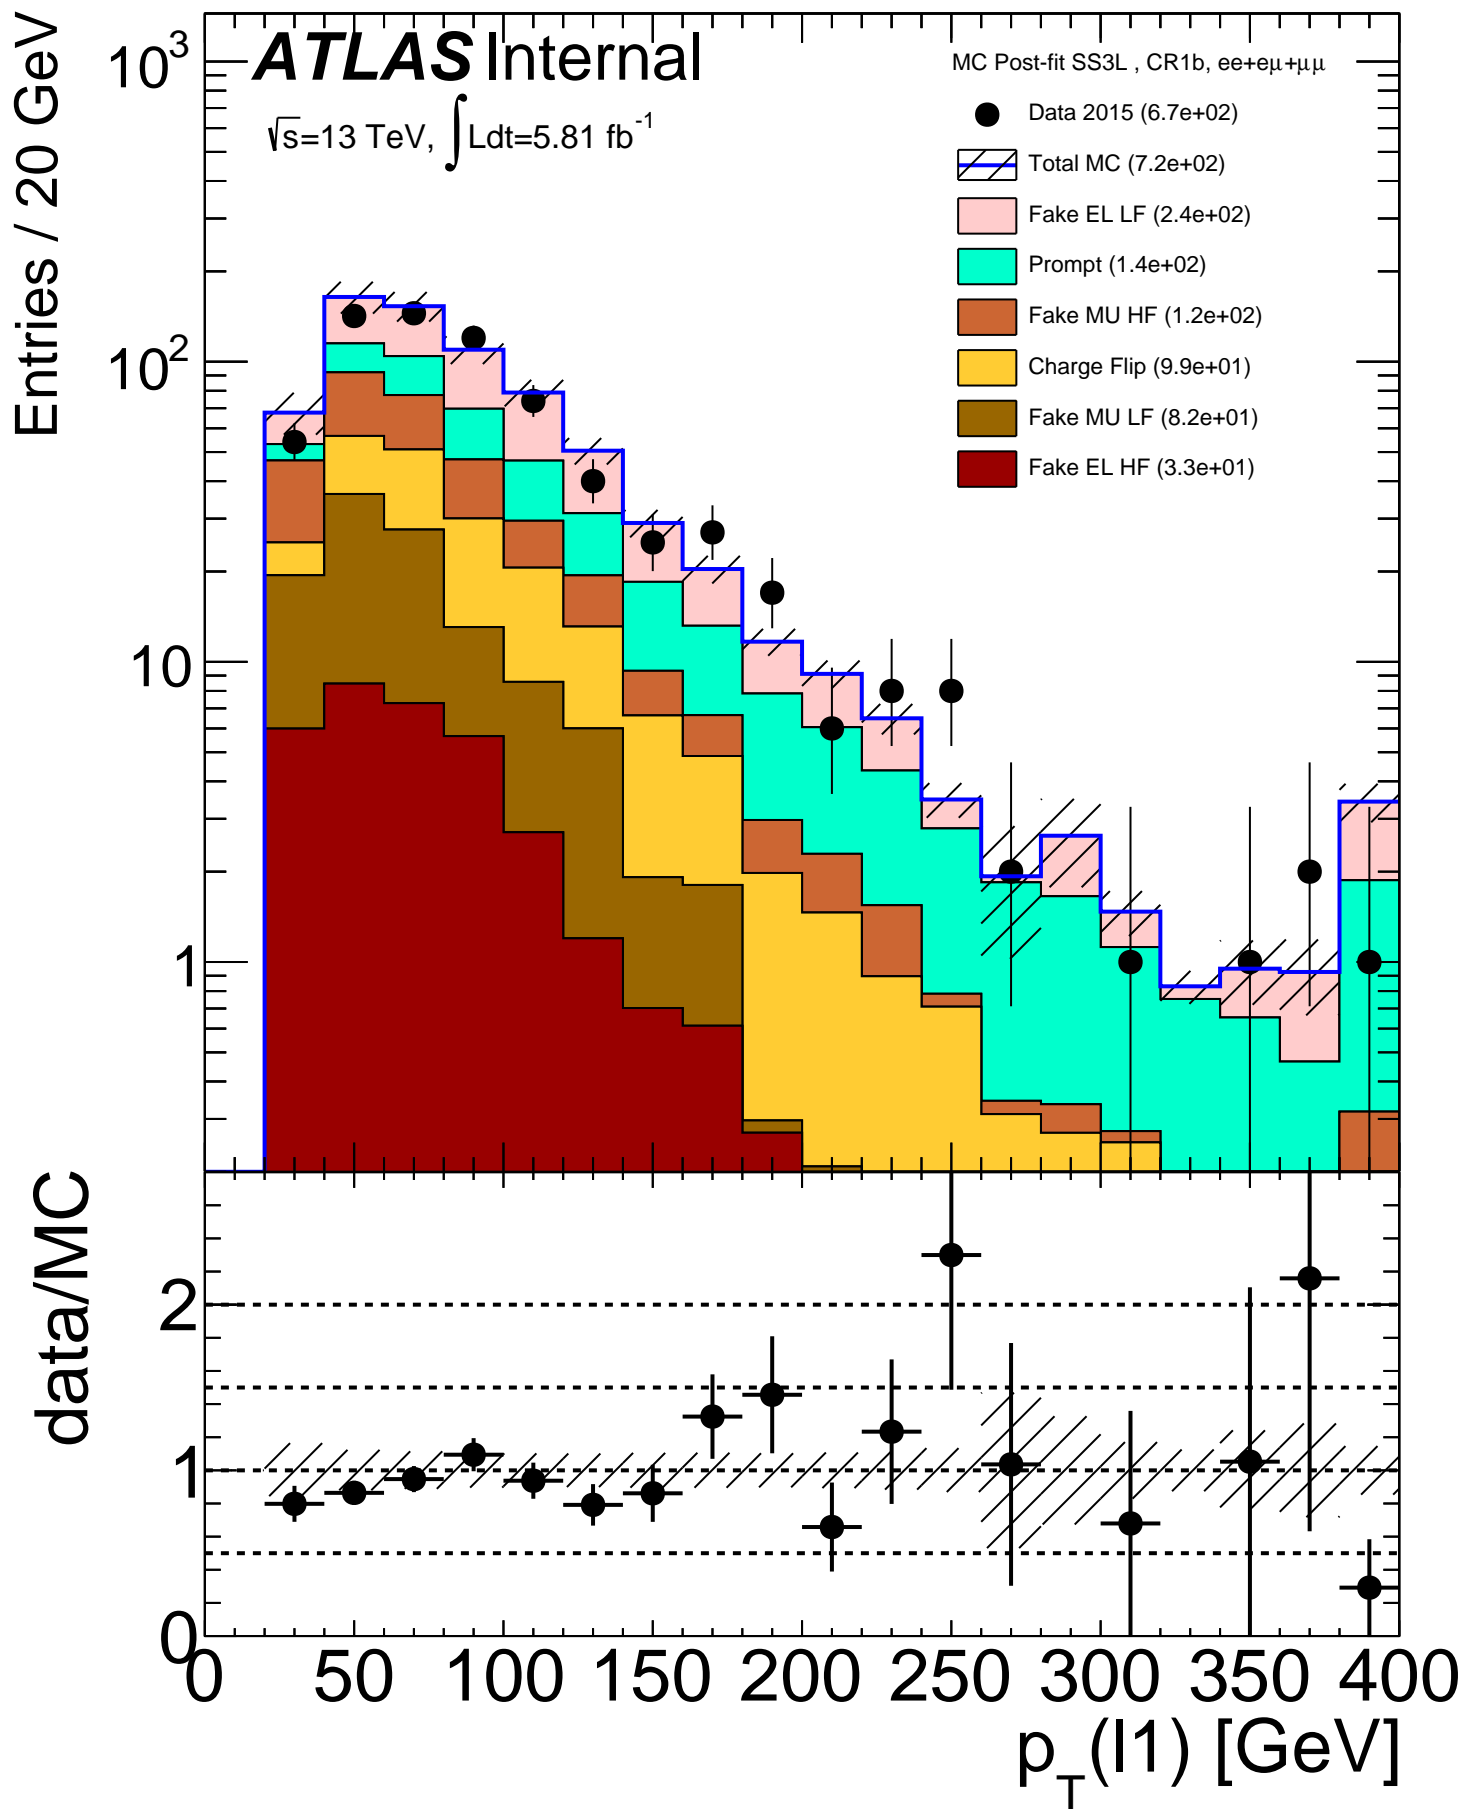 Entries / 20 GeV
10³
10²
10
1
ATLAS Internal
√s=13 TeV, ∫Ldt=5.81 fb⁻¹
MC Post-fit SS3L , CR1b, ee+eμ+μμ
Data 2015 (6.7e+02)
Total MC (7.2e+02)
Fake EL LF (2.4e+02)
Prompt (1.4e+02)
Fake MU HF (1.2e+02)
Charge Flip (9.9e+01)
Fake MU LF (8.2e+01)
Fake EL HF (3.3e+01)
data/MC
2
1
0
0 50 100 150 200 250 300 350 400
p_T(l1) [GeV]